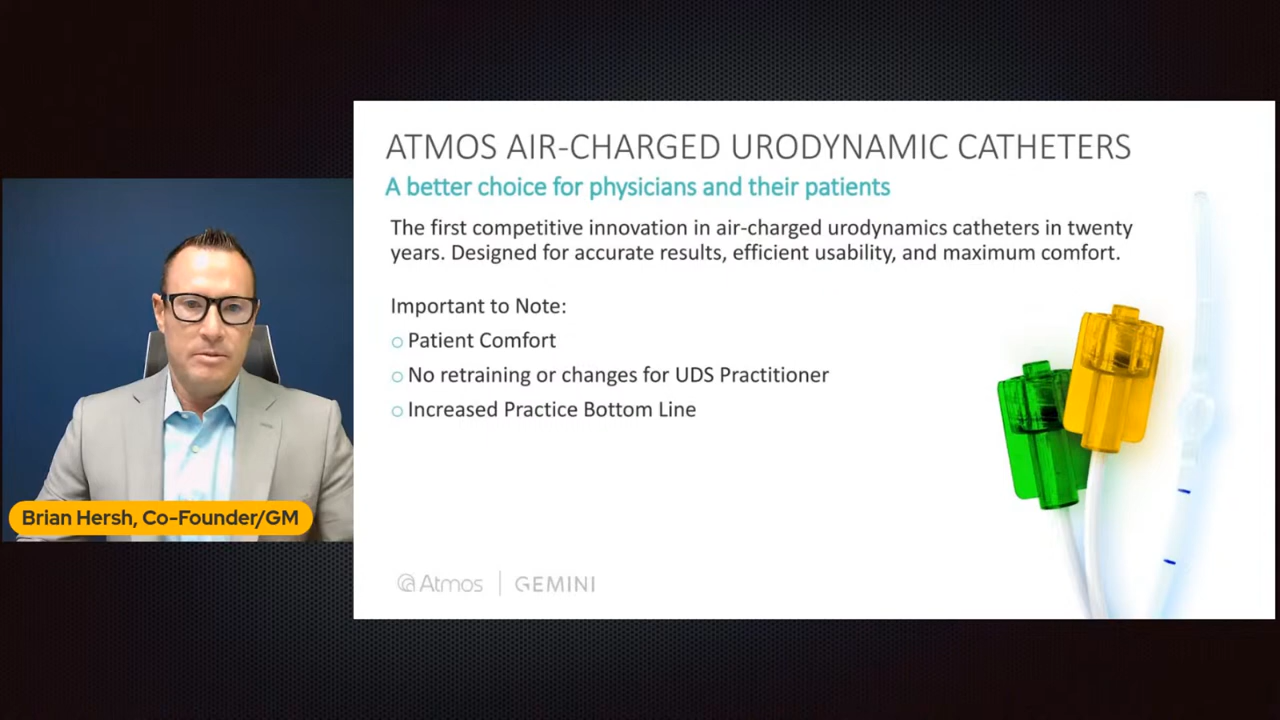 ATMOS AIR-CHARGED URODYNAMIC CATHETERS
A better choice for physicians and their patients
The first competitive innovation in air-charged urodynamics catheters in twenty
years. Designed for accurate results, efficient usability, and maximum comfort.
Important to Note:
Patient Comfort
No retraining or changes for UDS Practitioner
Increased Practice Bottom Line
Brian Hersh, Co-Founder/GM
Atmos | GEMINI